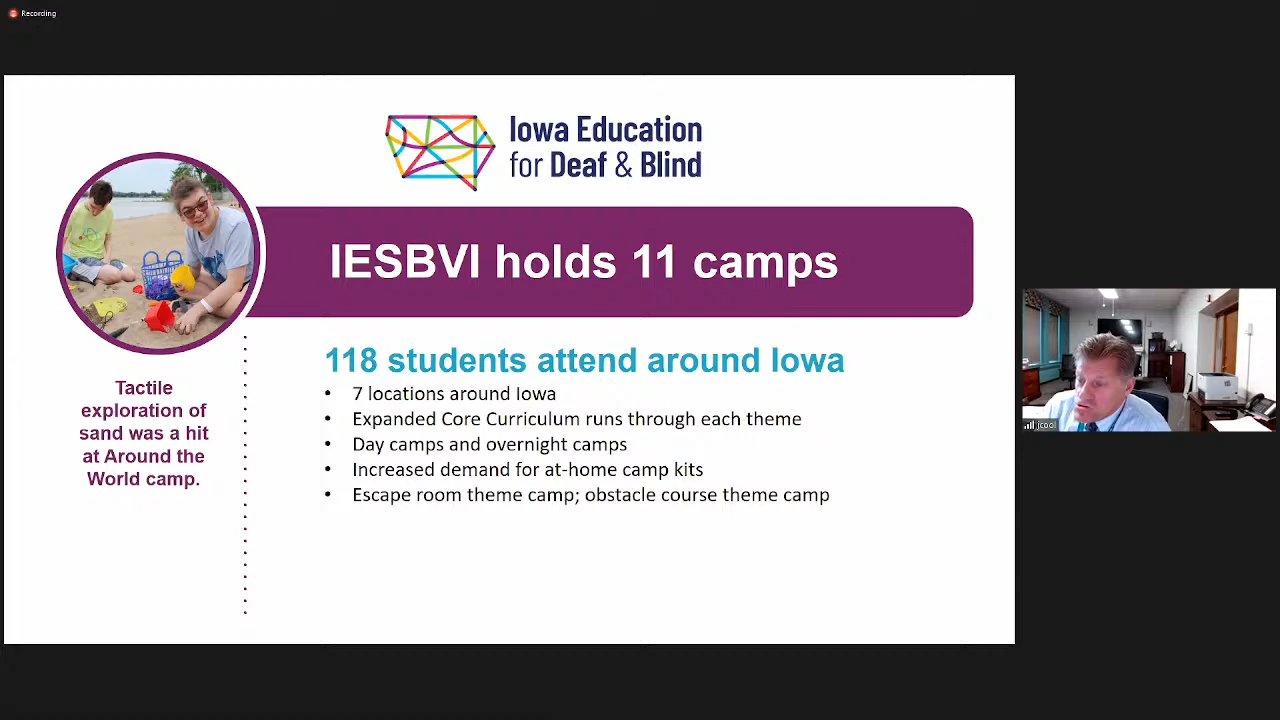 Recording
Iowa Education
for Deaf & Blind
IESBVI holds 11 camps
118 students attend around Iowa
• 7 locations around Iowa
• Expanded Core Curriculum runs through each theme
• Day camps and overnight camps
• Increased demand for at-home camp kits
• Escape room theme camp; obstacle course theme camp
Tactile
exploration of
sand was a hit
at Around the
World camp.
jcool